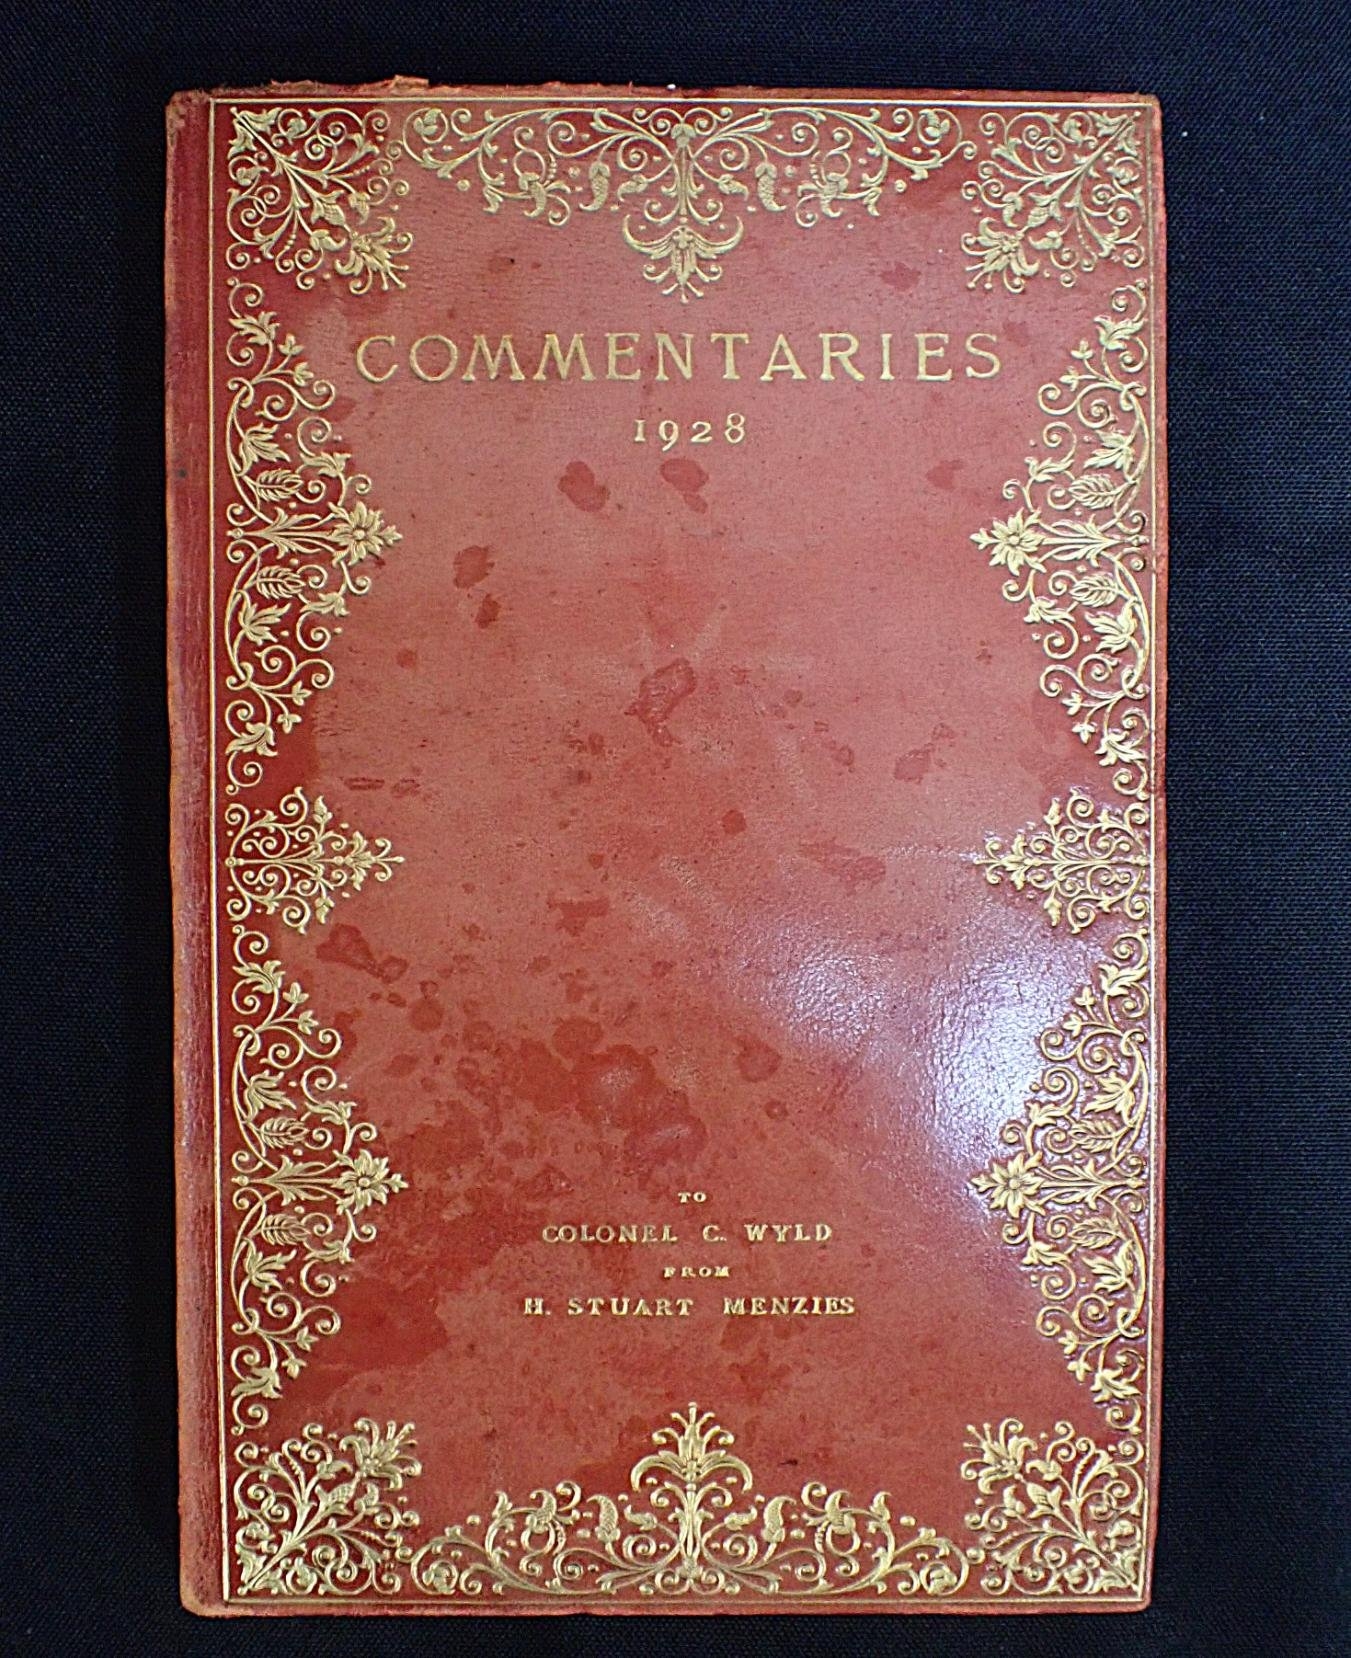 COMMENTARIES
1928
TO
COLONEL C. WYLD
FROM
H. STUART MENZIES